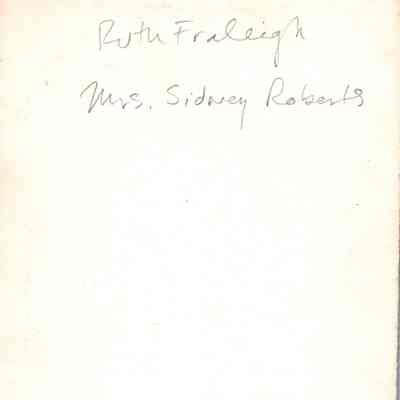 Ruth Fraleigh
Mrs. Sidney Roberts